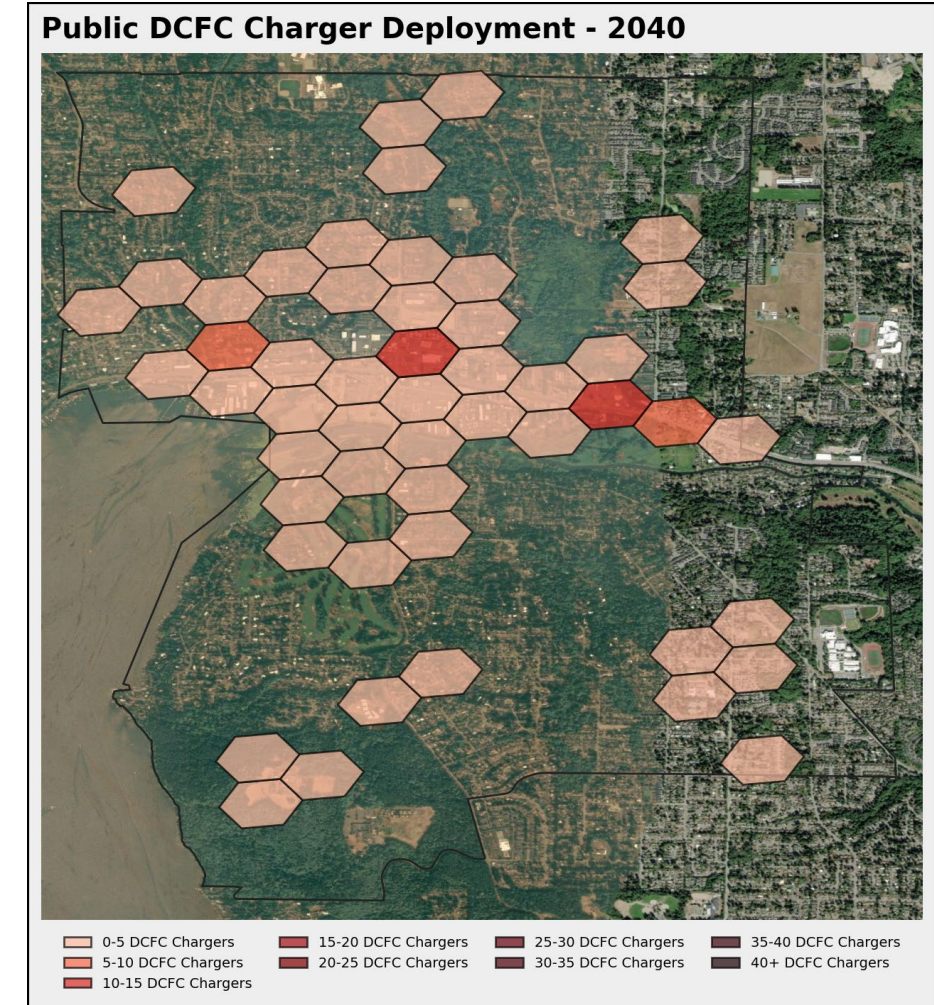 Public DCFC Charger Deployment - 2040
0-5 DCFC Chargers
5-10 DCFC Chargers
10-15 DCFC Chargers
15-20 DCFC Chargers
20-25 DCFC Chargers
25-30 DCFC Chargers
30-35 DCFC Chargers
35-40 DCFC Chargers
40+ DCFC Chargers